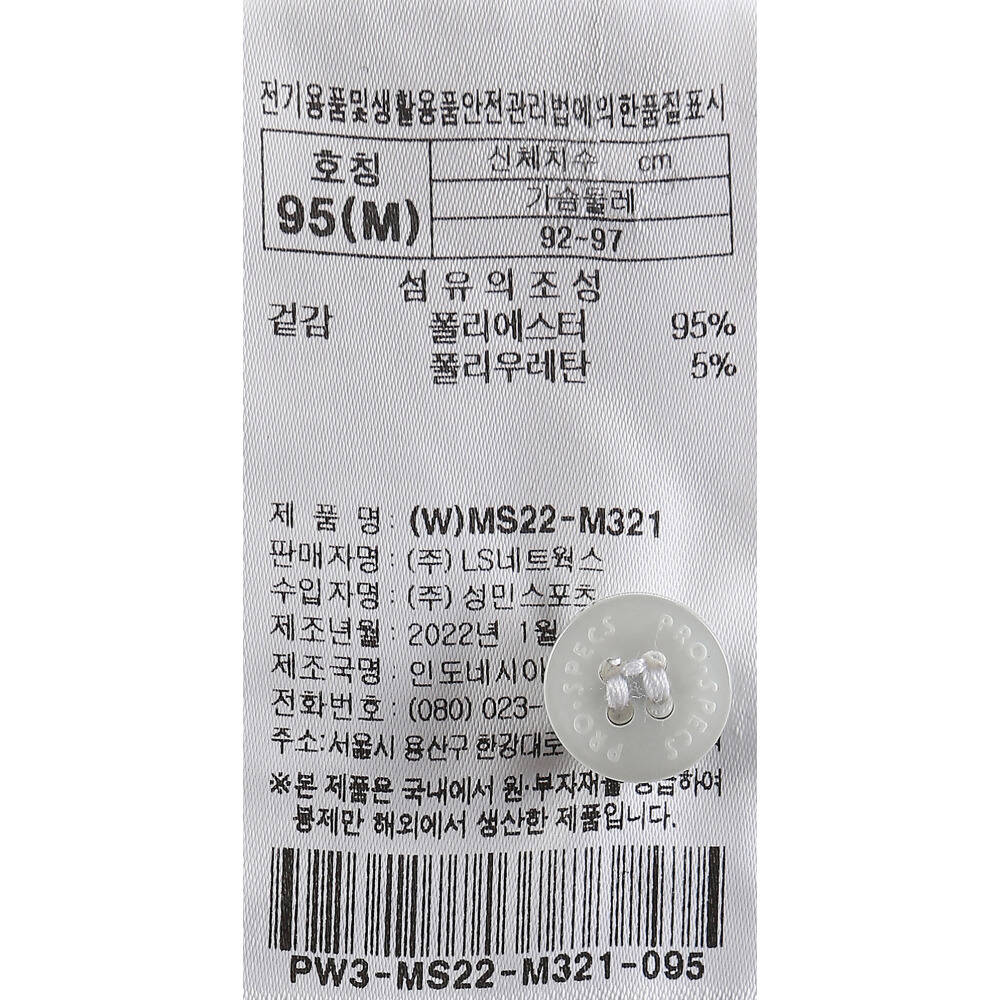 전기용품및생활용품안전관리법에의한품질표시
호칭
95(M)
신체치수 cm
가슴둘레
92~97
섬유의조성
겉감 폴리에스터 95%
폴리우레탄 5%
제 품 명 : (W)MS22-M321
판매자명 : (주) LS네트웍스
수입자명 : (주) 성민스포츠
제조년월 : 2022년 1월
제조국명 : 인도네시아
전화번호 : (080) 023-
주소:서울시 용산구 한강대로
※본 제품은 국내에서 원·부자재를 공급하여
봉제만 해외에서 생산한 제품입니다.
PW3-MS22-M321-095
PRO-SPECS
PRO-SPECS